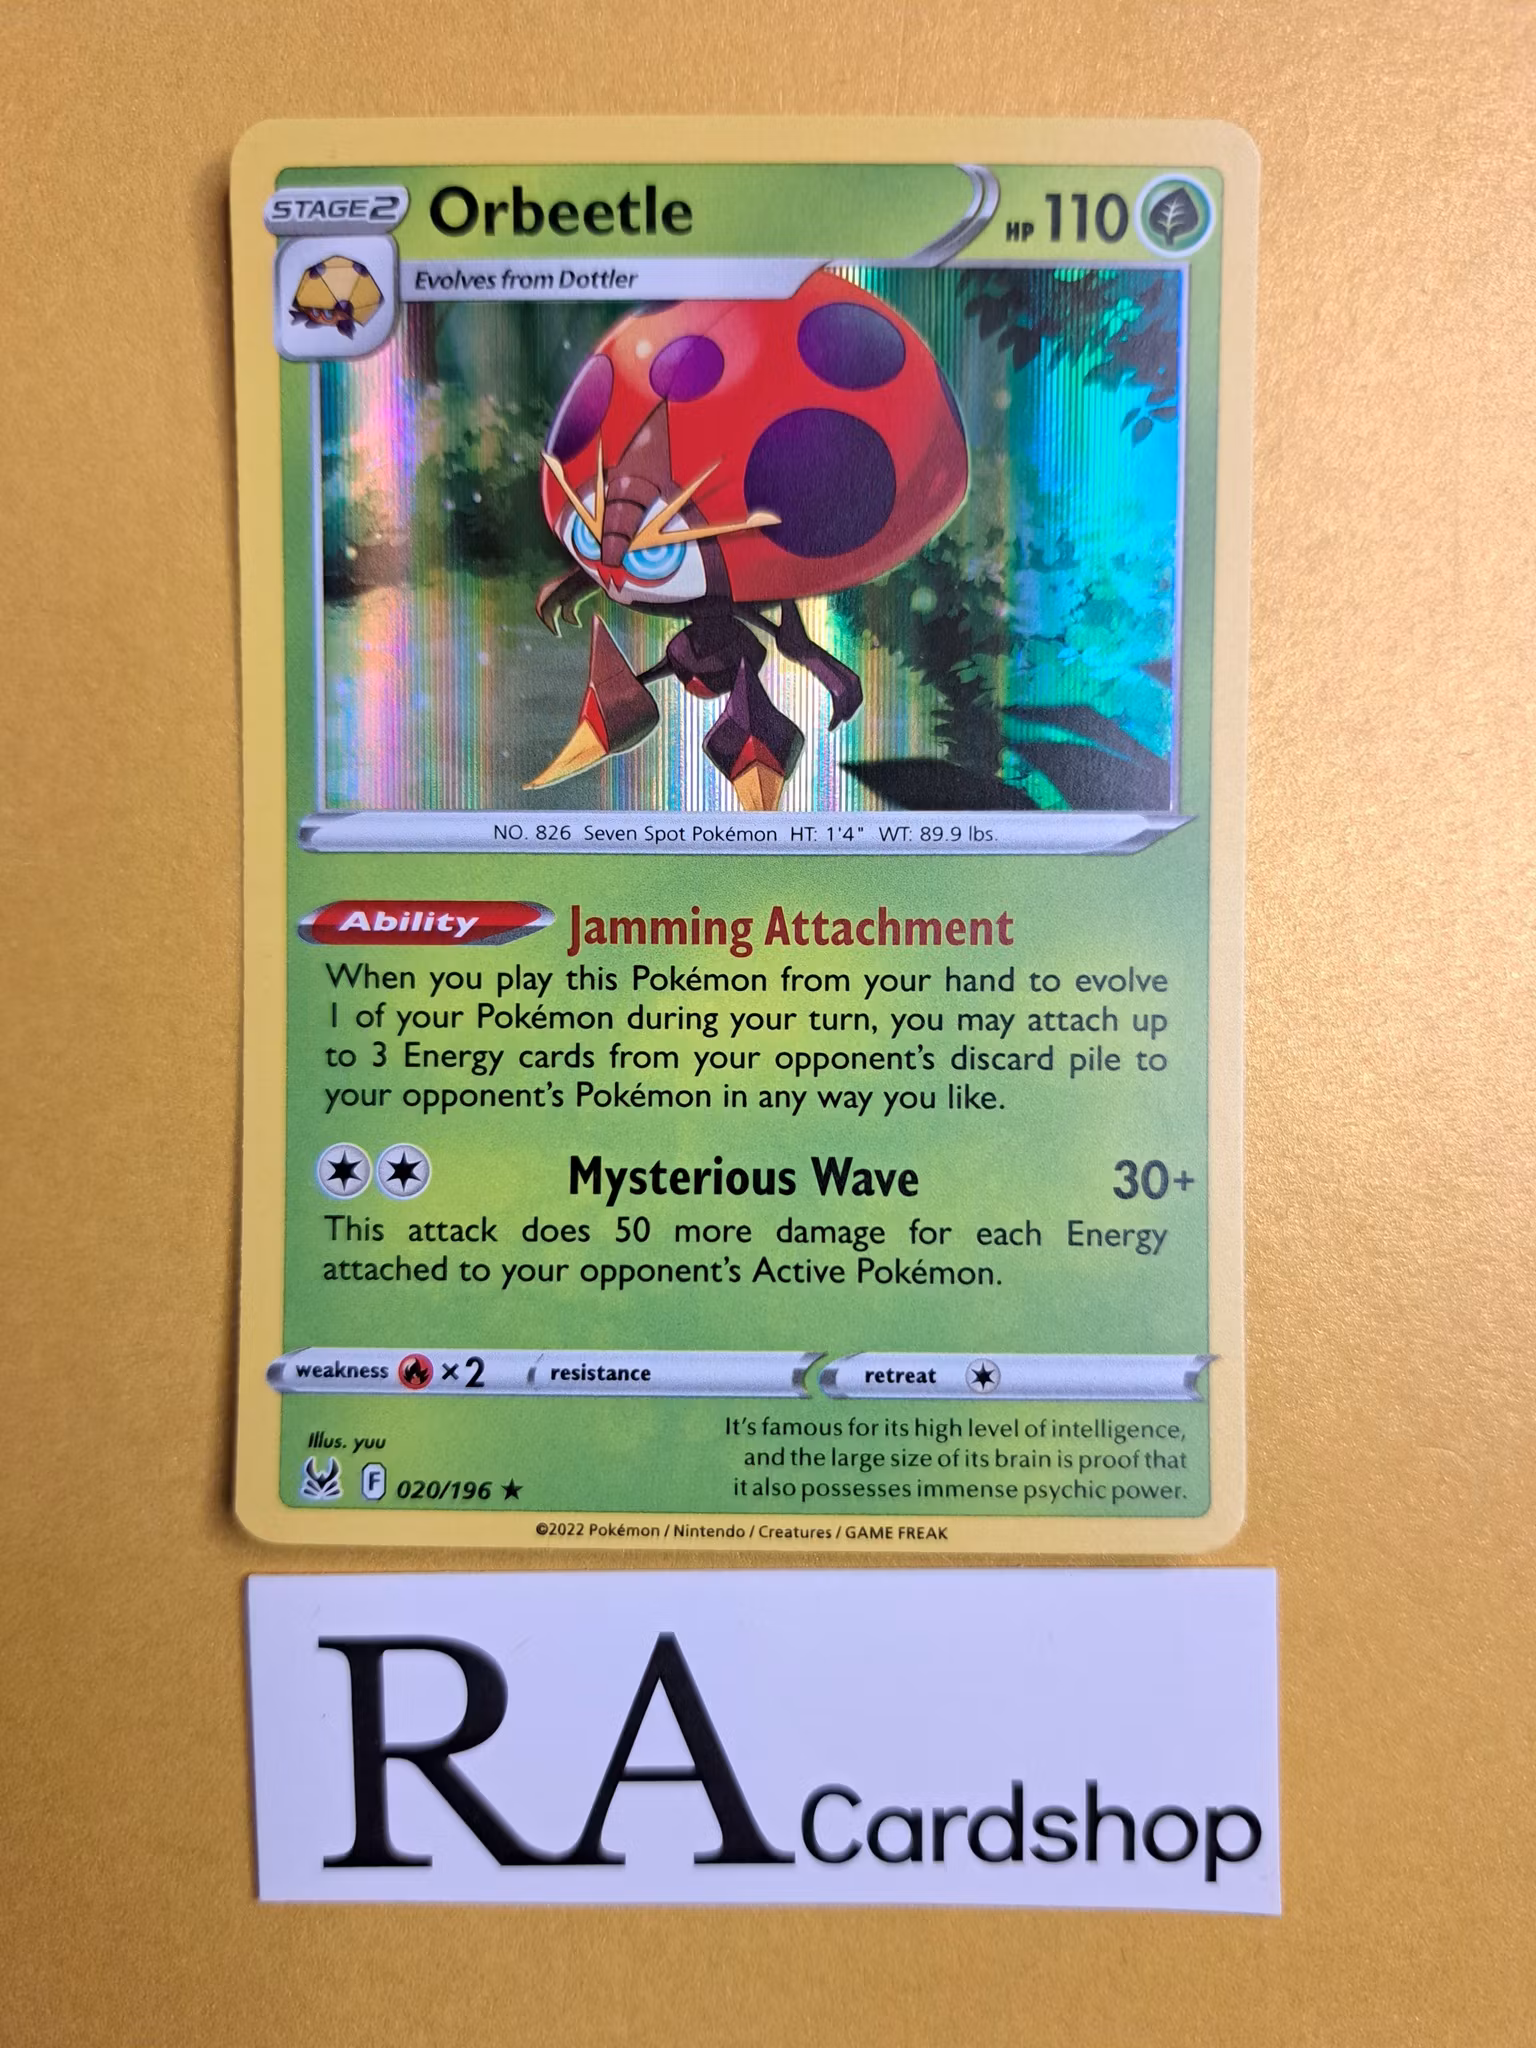 STAGE2 Orbeetle HP 110
Evolves from Dottler
NO. 826 Seven Spot Pokémon HT: 1'4" WT: 89.9 lbs.
Ability Jamming Attachment
When you play this Pokémon from your hand to evolve
1 of your Pokémon during your turn, you may attach up
to 3 Energy cards from your opponent's discard pile to
your opponent's Pokémon in any way you like.
Mysterious Wave 30+
This attack does 50 more damage for each Energy
attached to your opponent's Active Pokémon.
weakness ×2 resistance retreat
It's famous for its high level of intelligence,
and the large size of its brain is proof that
it also possesses immense psychic power.
Illus. yuu
F 020/196 ★
©2022 Pokémon / Nintendo / Creatures / GAME FREAK
RA Cardshop